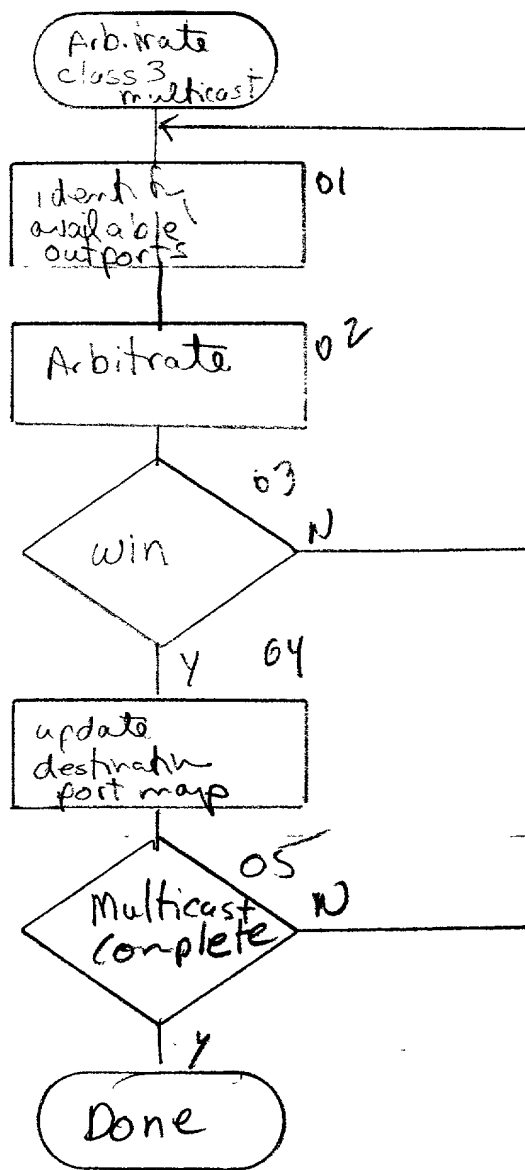 Arbitrate
class 3
multicast
01
identify
available
outports
02
Arbitrate
03
win
N
Y
04
update
destination
port map
05
Multicast
complete
N
Y
Done